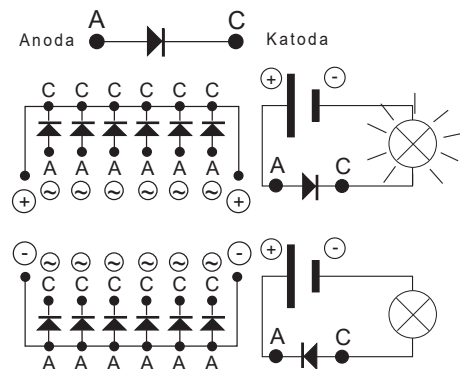 A C
Anoda Katoda
C C C C C C
A A A A A A
~ ~ ~ ~ ~ ~
+ +
+ -
A C
- ~ ~ ~ ~ ~ ~ -
C C C C C C
A A A A A A
+ -
A C